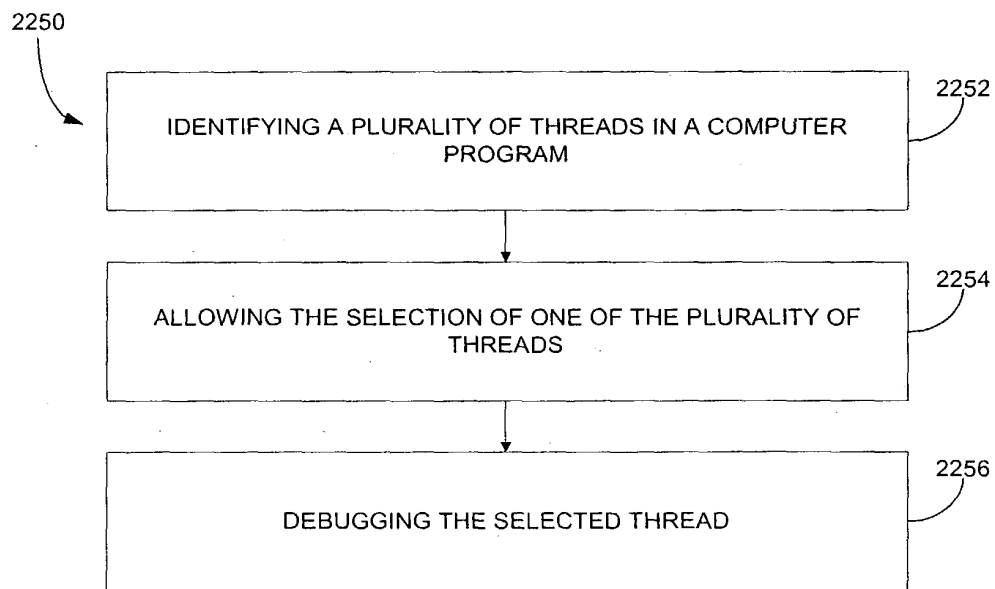 2250
2252
IDENTIFYING A PLURALITY OF THREADS IN A COMPUTER
PROGRAM
2254
ALLOWING THE SELECTION OF ONE OF THE PLURALITY OF
THREADS
2256
DEBUGGING THE SELECTED THREAD